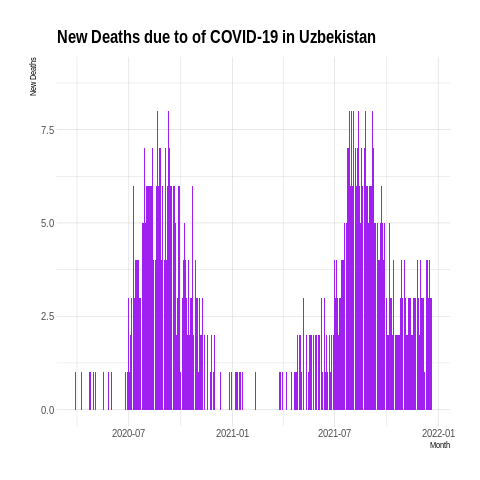 New Deaths due to of COVID-19 in Uzbekistan
New Deaths
7.5
5.0
2.5
0.0
2020-07
2021-01
2021-07
2022-01
Month